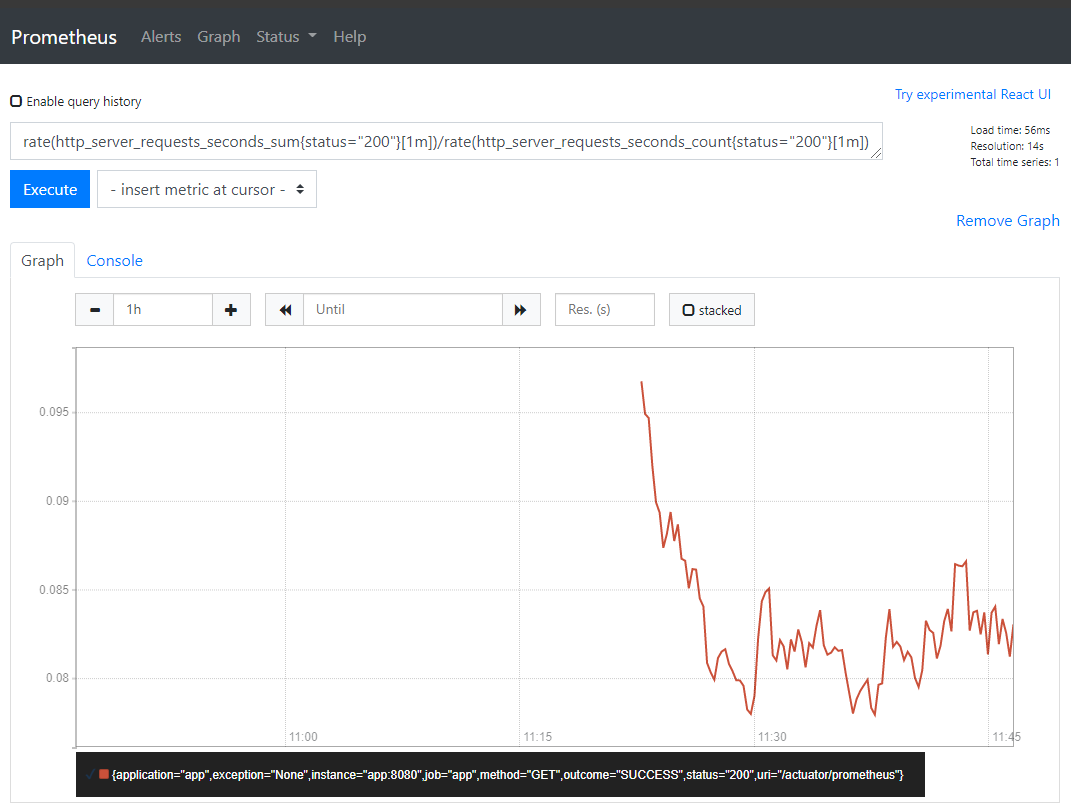 Prometheus Alerts Graph Status Help
Enable query history
Try experimental React UI
rate(http_server_requests_seconds_sum{status="200"}[1m])/rate(http_server_requests_seconds_count{status="200"}[1m])
Load time: 56ms
Resolution: 14s
Total time series: 1
Execute - insert metric at cursor -
Remove Graph
Graph Console
1h Until Res. (s) stacked
0.095
0.09
0.085
0.08
11:00 11:15 11:30 11:45
{application="app",exception="None",instance="app:8080",job="app",method="GET",outcome="SUCCESS",status="200",uri="/actuator/prometheus"}